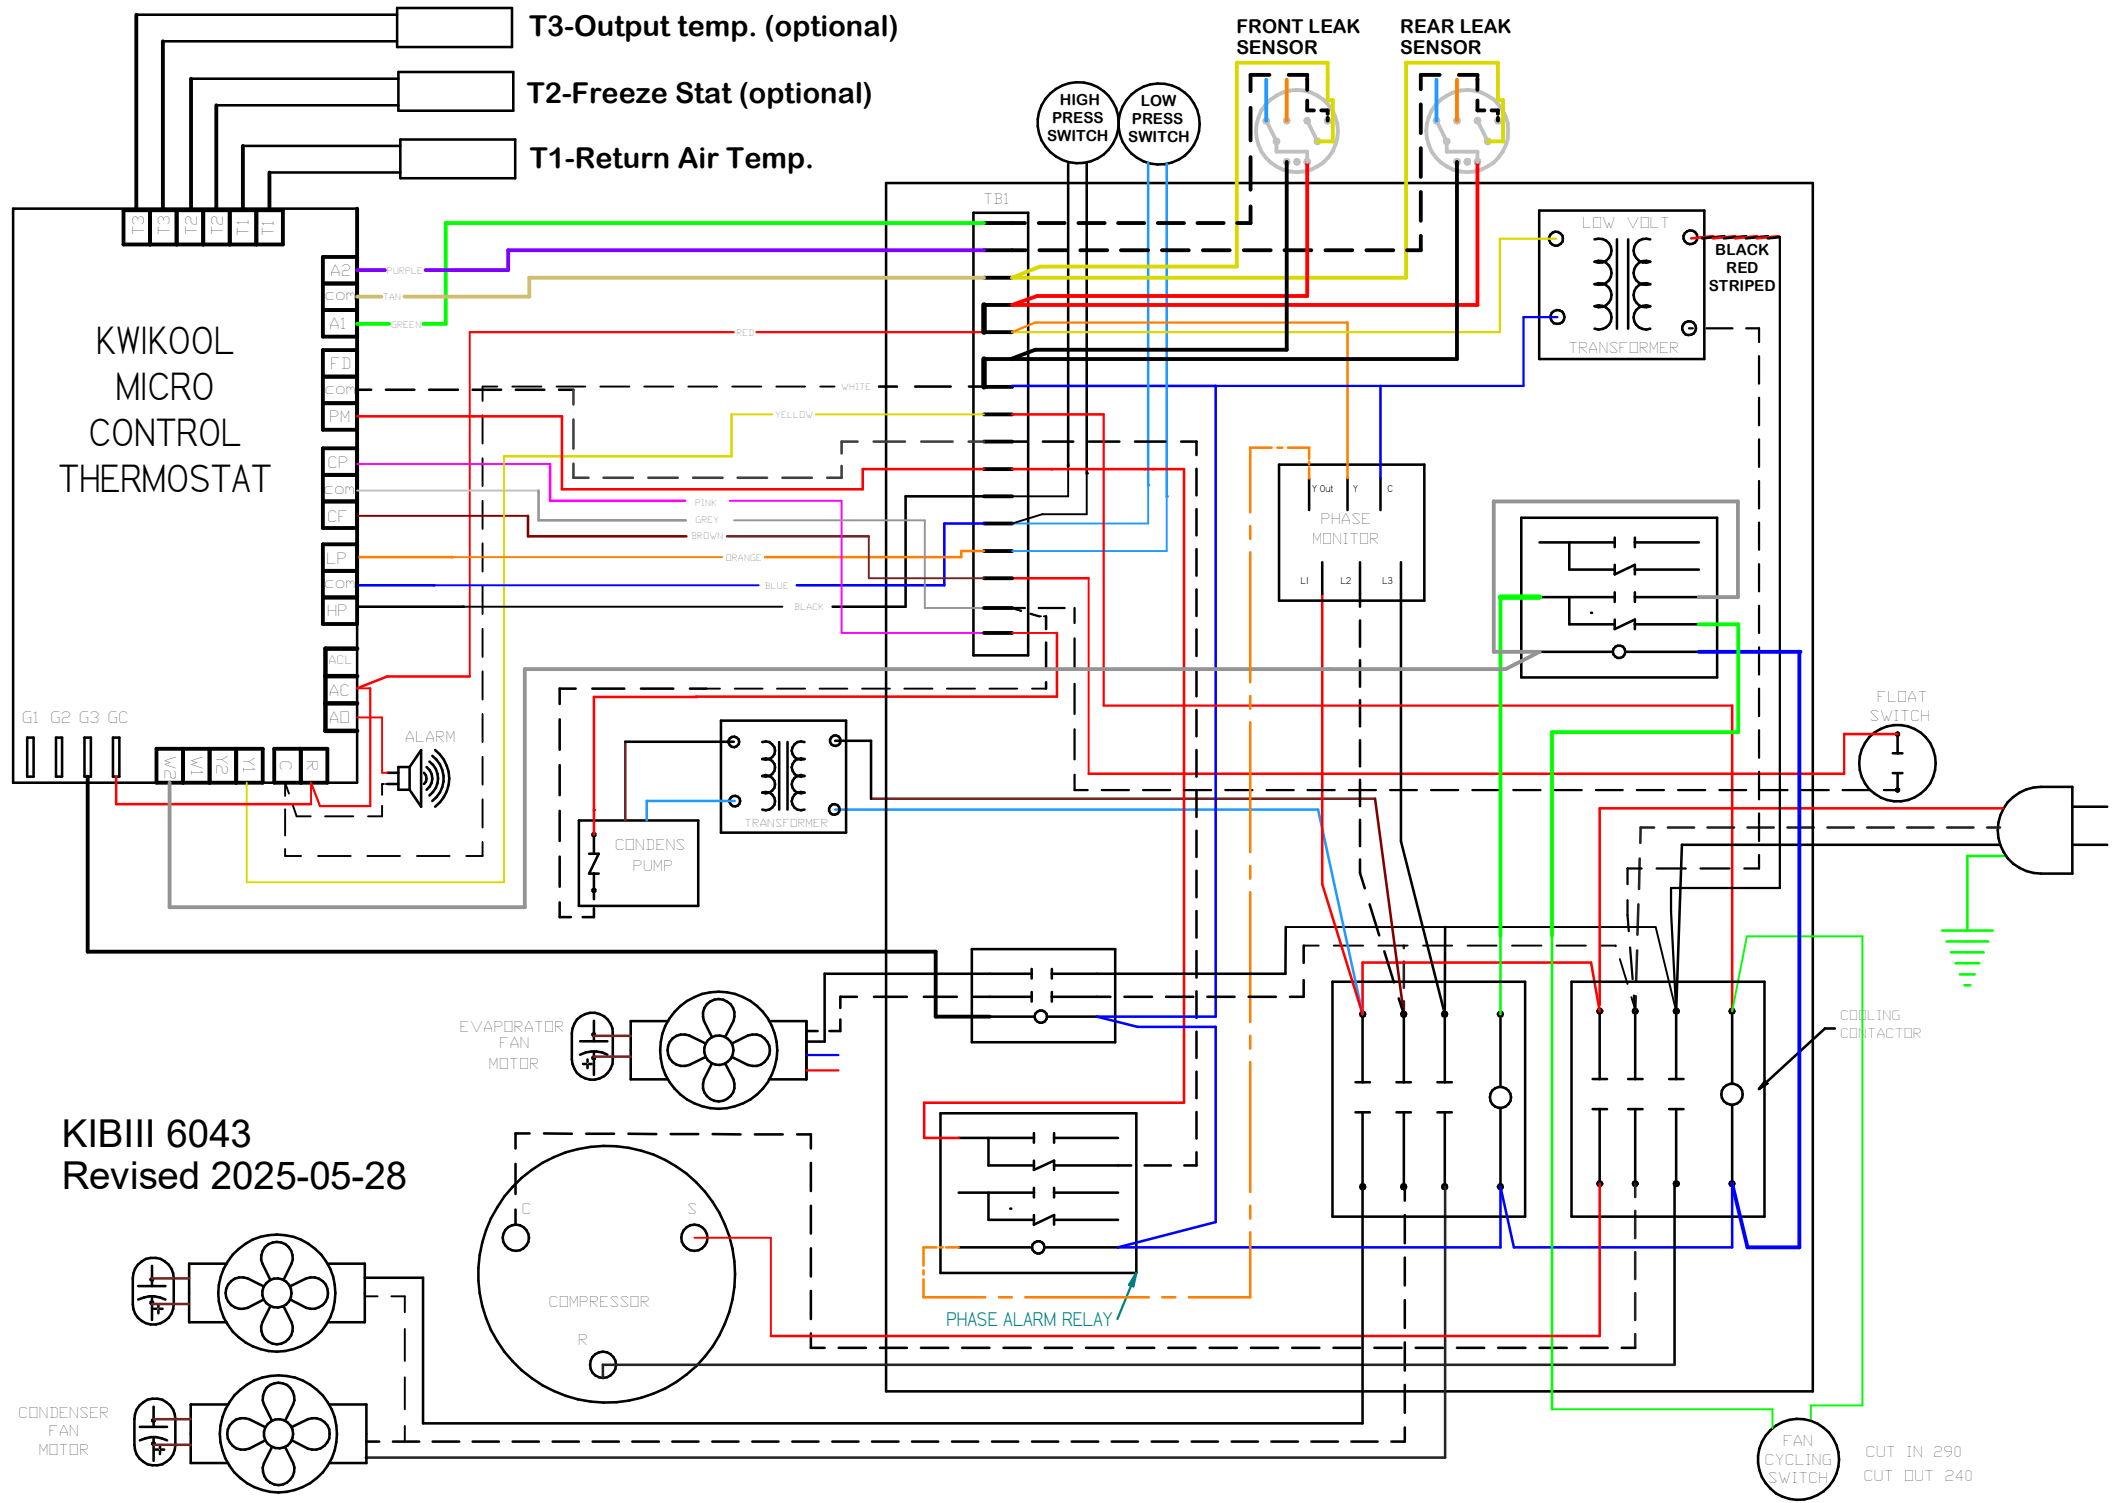 T3-Output temp. (optional)
T2-Freeze Stat (optional)
T1-Return Air Temp.
FRONT LEAK
SENSOR
REAR LEAK
SENSOR
HIGH
PRESS
SWITCH
LOW
PRESS
SWITCH
TB1
T3
T3
T2
T2
T1
T1
LOW VOLT
TRANSFORMER
BLACK
RED
STRIPED
KWIKOOL
MICRO
CONTROL
THERMOSTAT
A2
COM
A1
FD
COM
PM
CP
COM
CF
LP
COM
HP
ACL
AC
AO
PURPLE
TAN
GREEN
RED
WHITE
YELLOW
PINK
GREY
BROWN
ORANGE
BLUE
BLACK
Y Out
Y
C
PHASE
MONITOR
L1
L2
L3
G1 G2 G3 GC
W2
W1
Y2
Y1
C
R
ALARM
TRANSFORMER
CONDENS
PUMP
FLOAT
SWITCH
EVAPORATOR
FAN
MOTOR
COOLING
CONTACTOR
KIBIII 6043
Revised 2025-05-28
C
S
COMPRESSOR
R
PHASE ALARM RELAY
CONDENSER
FAN
MOTOR
FAN
CYCLING
SWITCH
CUT IN 290
CUT OUT 240